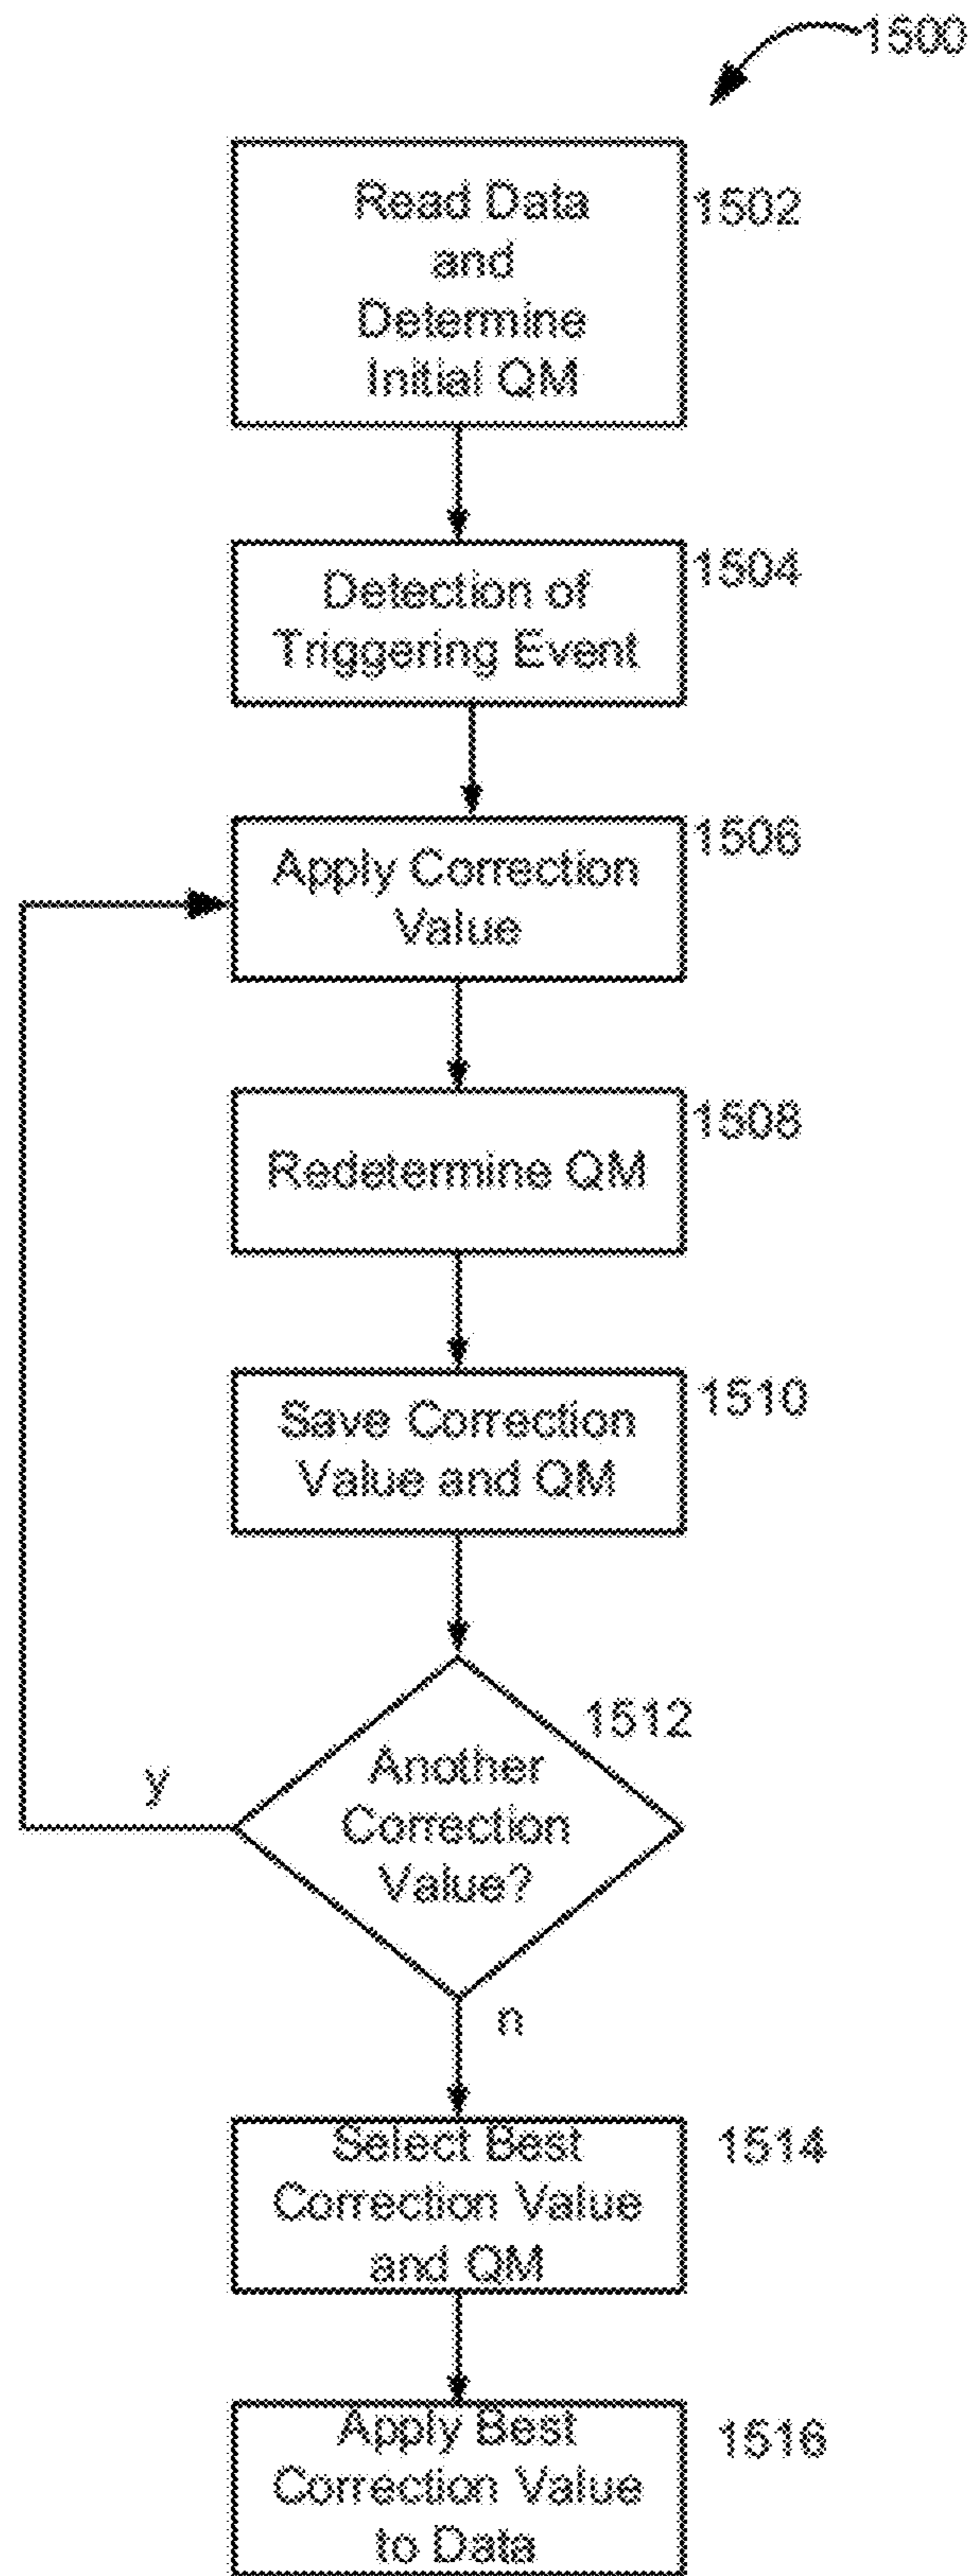 1500
Read Data
and
Determine
Initial QM
1502
Detection of
Triggering Event
1504
Apply Correction
Value
1506
Redetermine QM
1508
Save Correction
Value and QM
1510
Another
Correction
Value?
1512
y
n
Select Best
Correction Value
and QM
1514
Apply Best
Correction Value
to Data
1516